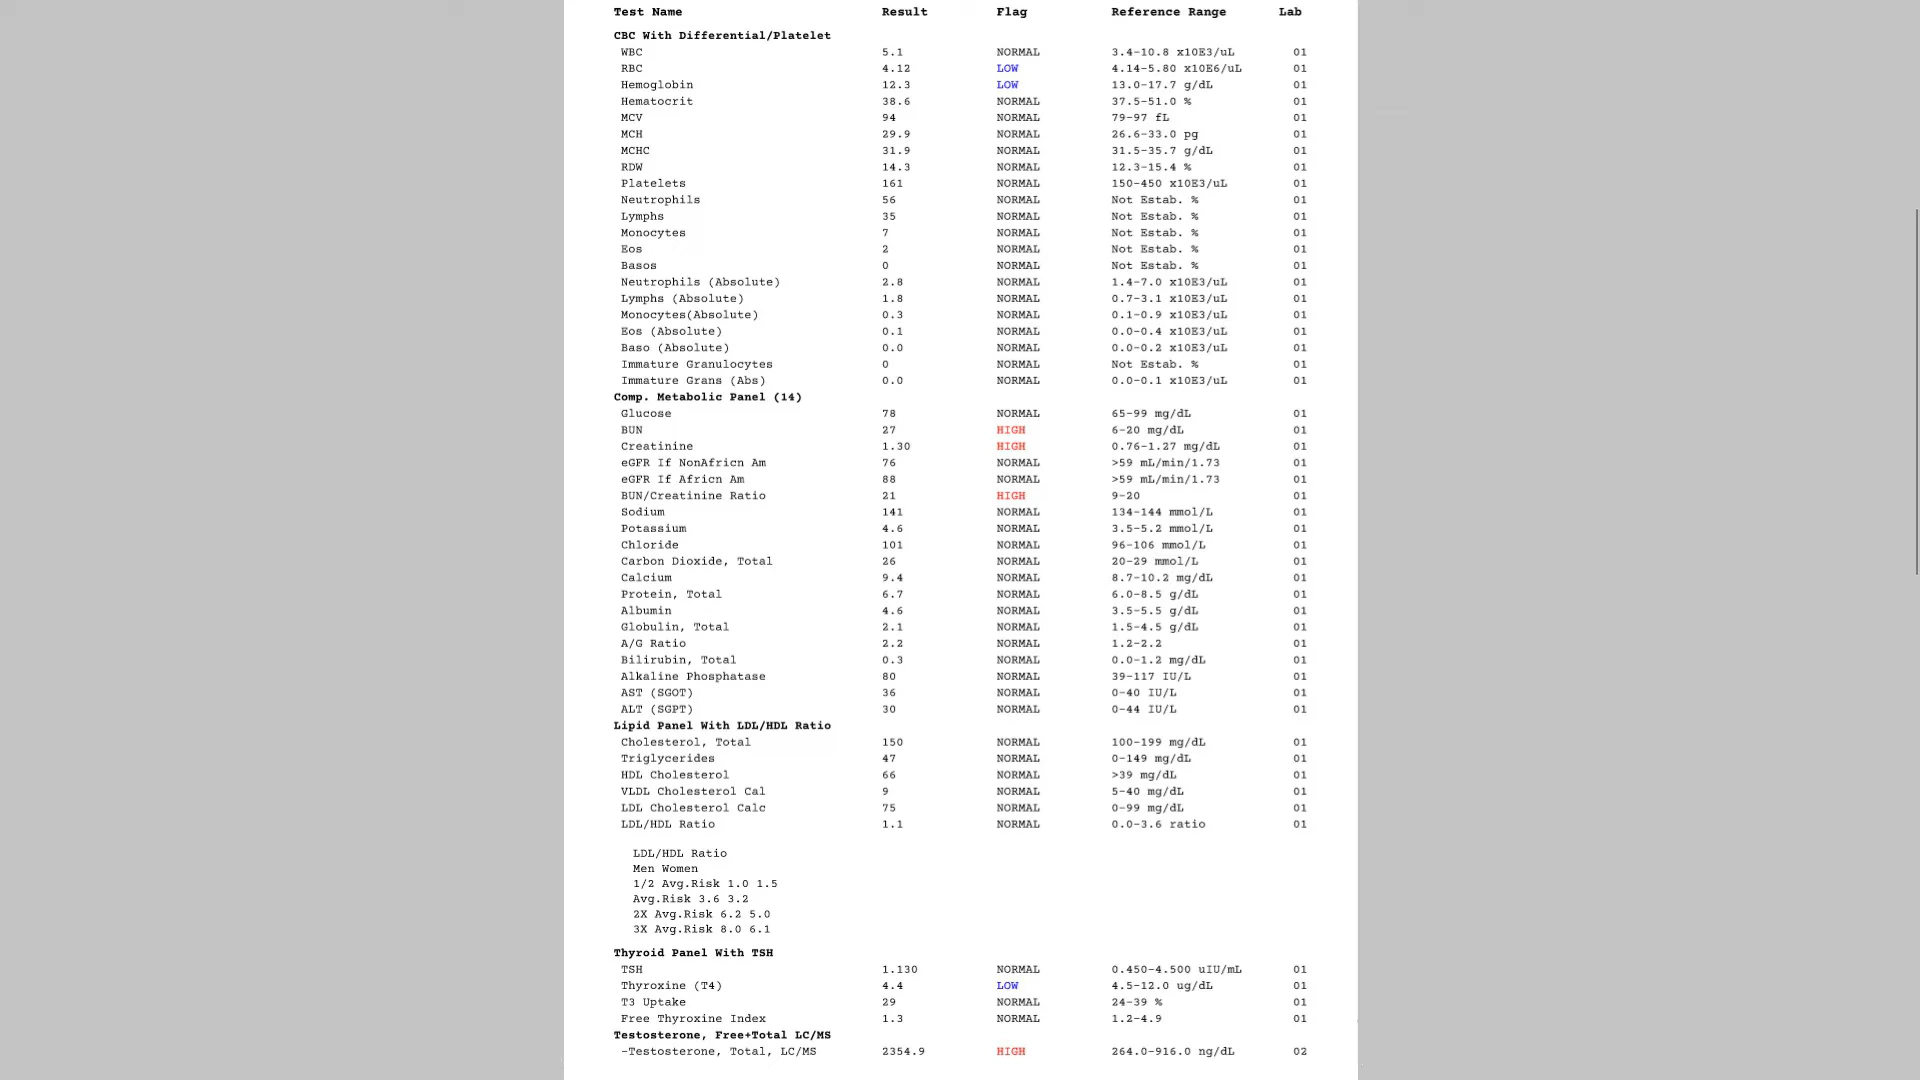 Test Name Result Flag Reference Range Lab
CBC With Differential/Platelet
WBC 5.1 NORMAL 3.4-10.8 x10E3/uL 01
RBC 4.12 LOW 4.14-5.80 x10E6/uL 01
Hemoglobin 12.3 LOW 13.0-17.7 g/dL 01
Hematocrit 38.6 NORMAL 37.5-51.0 % 01
MCV 94 NORMAL 79-97 fL 01
MCH 29.9 NORMAL 26.6-33.0 pg 01
MCHC 31.9 NORMAL 31.5-35.7 g/dL 01
RDW 14.3 NORMAL 12.3-15.4 % 01
Platelets 161 NORMAL 150-450 x10E3/uL 01
Neutrophils 56 NORMAL Not Estab. % 01
Lymphs 35 NORMAL Not Estab. % 01
Monocytes 7 NORMAL Not Estab. % 01
Eos 2 NORMAL Not Estab. % 01
Basos 0 NORMAL Not Estab. % 01
Neutrophils (Absolute) 2.8 NORMAL 1.4-7.0 x10E3/uL 01
Lymphs (Absolute) 1.8 NORMAL 0.7-3.1 x10E3/uL 01
Monocytes(Absolute) 0.3 NORMAL 0.1-0.9 x10E3/uL 01
Eos (Absolute) 0.1 NORMAL 0.0-0.4 x10E3/uL 01
Baso (Absolute) 0.0 NORMAL 0.0-0.2 x10E3/uL 01
Immature Granulocytes 0 NORMAL Not Estab. % 01
Immature Grans (Abs) 0.0 NORMAL 0.0-0.1 x10E3/uL 01
Comp. Metabolic Panel (14)
Glucose 78 NORMAL 65-99 mg/dL 01
BUN 27 HIGH 6-20 mg/dL 01
Creatinine 1.30 HIGH 0.76-1.27 mg/dL 01
eGFR If NonAfricn Am 76 NORMAL >59 mL/min/1.73 01
eGFR If Africn Am 88 NORMAL >59 mL/min/1.73 01
BUN/Creatinine Ratio 21 HIGH 9-20 01
Sodium 141 NORMAL 134-144 mmol/L 01
Potassium 4.6 NORMAL 3.5-5.2 mmol/L 01
Chloride 101 NORMAL 96-106 mmol/L 01
Carbon Dioxide, Total 26 NORMAL 20-29 mmol/L 01
Calcium 9.4 NORMAL 8.7-10.2 mg/dL 01
Protein, Total 6.7 NORMAL 6.0-8.5 g/dL 01
Albumin 4.6 NORMAL 3.5-5.5 g/dL 01
Globulin, Total 2.1 NORMAL 1.5-4.5 g/dL 01
A/G Ratio 2.2 NORMAL 1.2-2.2 01
Bilirubin, Total 0.3 NORMAL 0.0-1.2 mg/dL 01
Alkaline Phosphatase 80 NORMAL 39-117 IU/L 01
AST (SGOT) 36 NORMAL 0-40 IU/L 01
ALT (SGPT) 30 NORMAL 0-44 IU/L 01
Lipid Panel With LDL/HDL Ratio
Cholesterol, Total 150 NORMAL 100-199 mg/dL 01
Triglycerides 47 NORMAL 0-149 mg/dL 01
HDL Cholesterol 66 NORMAL >39 mg/dL 01
VLDL Cholesterol Cal 9 NORMAL 5-40 mg/dL 01
LDL Cholesterol Calc 75 NORMAL 0-99 mg/dL 01
LDL/HDL Ratio 1.1 NORMAL 0.0-3.6 ratio 01
LDL/HDL Ratio
Men Women
1/2 Avg.Risk 1.0 1.5
Avg.Risk 3.6 3.2
2X Avg.Risk 6.2 5.0
3X Avg.Risk 8.0 6.1
Thyroid Panel With TSH
TSH 1.130 NORMAL 0.450-4.500 uIU/mL 01
Thyroxine (T4) 4.4 LOW 4.5-12.0 ug/dL 01
T3 Uptake 29 NORMAL 24-39 % 01
Free Thyroxine Index 1.3 NORMAL 1.2-4.9 01
Testosterone, Free+Total LC/MS
-Testosterone, Total, LC/MS 2354.9 HIGH 264.0-916.0 ng/dL 02